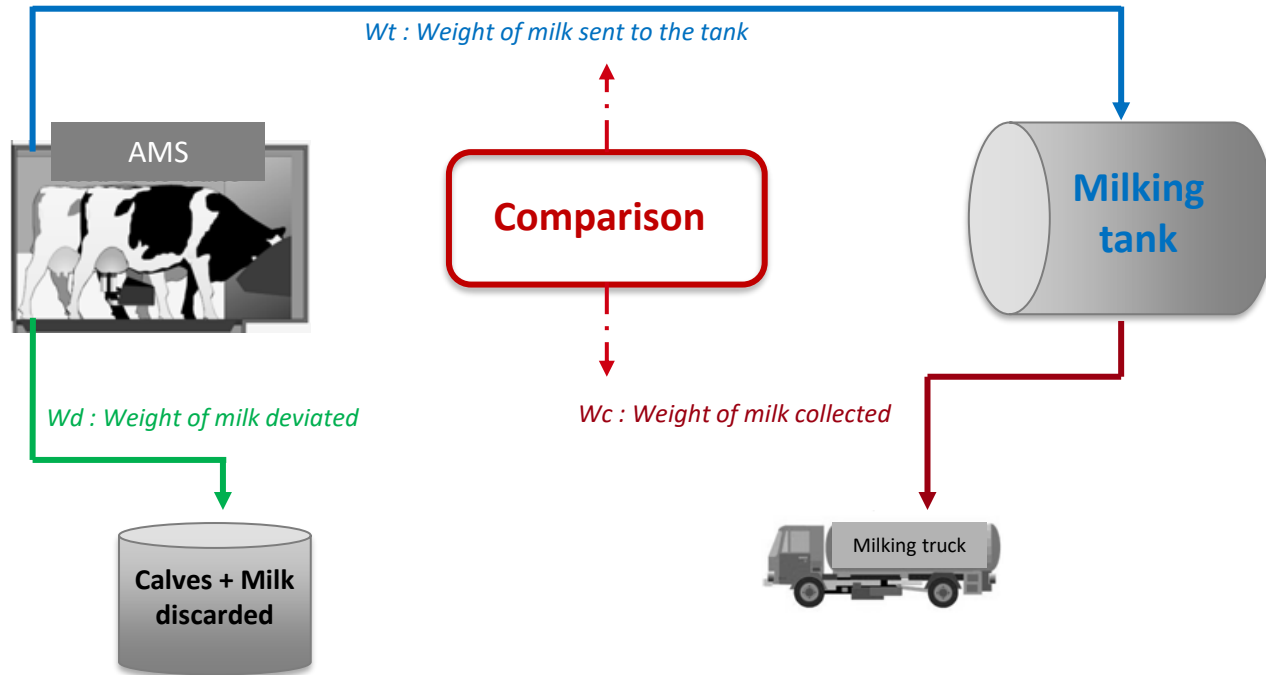 Wt : Weight of milk sent to the tank
AMS
Comparison
Milking
tank
Wd : Weight of milk deviated
Wc : Weight of milk collected
Calves + Milk
discarded
Milking truck